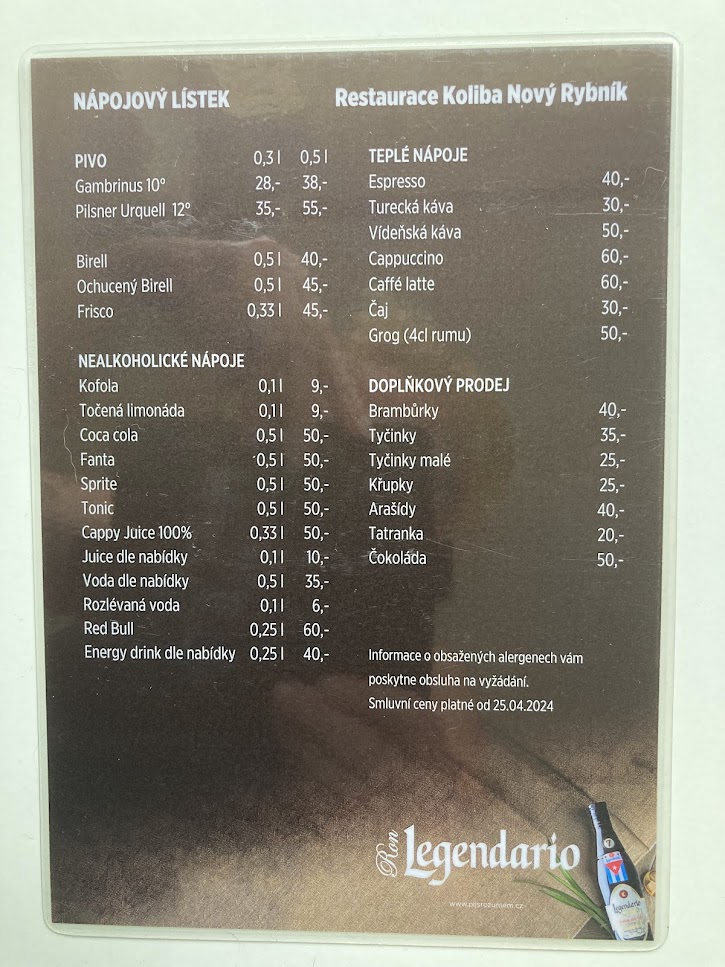 NÁPOJOVÝ LÍSTEK
Restaurace Koliba Nový Rybník
PIVO 0,3 l 0,5 l
Gambrinus 10° 28,- 38,-
Pilsner Urquell 12° 35,- 55,-
Birell 0,5 l 40,-
Ochucený Birell 0,5 l 45,-
Frisco 0,33 l 45,-
NEALKOHOLICKÉ NÁPOJE
Kofola 0,1 l 9,-
Točená limonáda 0,1 l 9,-
Coca cola 0,5 l 50,-
Fanta 0,5 l 50,-
Sprite 0,5 l 50,-
Tonic 0,5 l 50,-
Cappy Juice 100% 0,33 l 50,-
Juice dle nabídky 0,1 l 10,-
Voda dle nabídky 0,5 l 35,-
Rozlévaná voda 0,1 l 6,-
Red Bull 0,25 l 60,-
Energy drink dle nabídky 0,25 l 40,-
TEPLÉ NÁPOJE
Espresso 40,-
Turecká káva 30,-
Vídeňská káva 50,-
Cappuccino 60,-
Caffé latte 60,-
Čaj 30,-
Grog (4cl rumu) 50,-
DOPLŇKOVÝ PRODEJ
Brambůrky 40,-
Tyčinky 35,-
Tyčinky malé 25,-
Křupky 25,-
Arašídy 40,-
Tatranka 20,-
Čokoláda 50,-
Informace o obsažených alergenech vám
poskytne obsluha na vyžádání.
Smluvní ceny platné od 25.04.2024
Ron Legendario
www.pijsrozumem.cz
7
Legendario